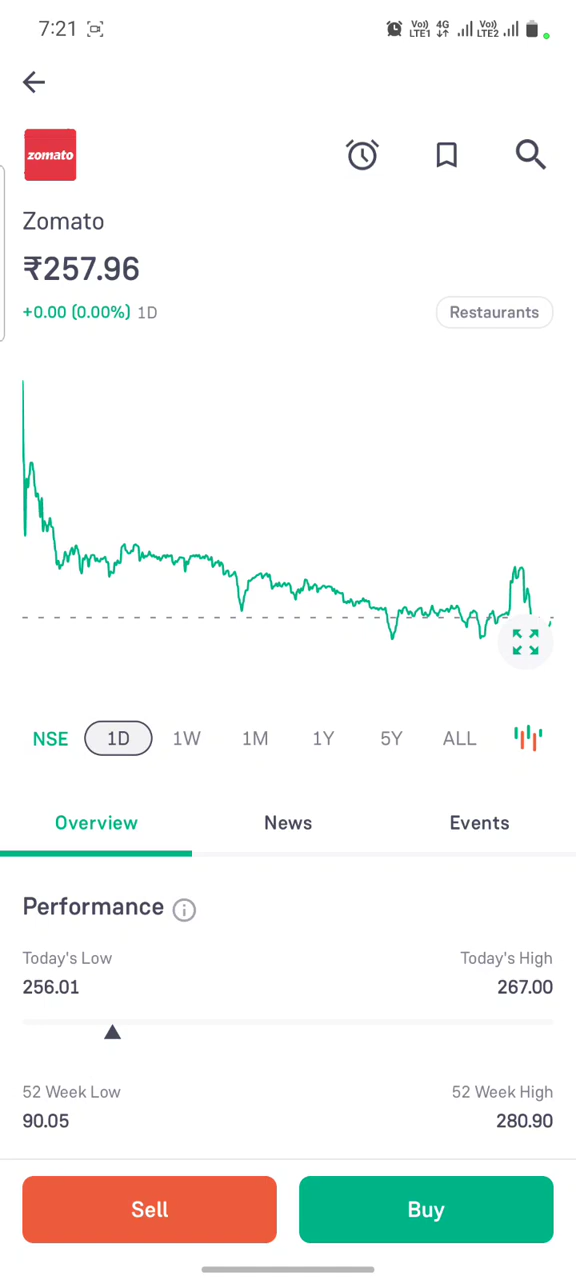 7:21 Vo) LTE1 4G Vo) LTE2
zomato
Zomato
₹257.96
+0.00 (0.00%) 1D
Restaurants
NSE 1D 1W 1M 1Y 5Y ALL
Overview News Events
Performance
Today's Low Today's High
256.01 267.00
52 Week Low 52 Week High
90.05 280.90
Sell Buy